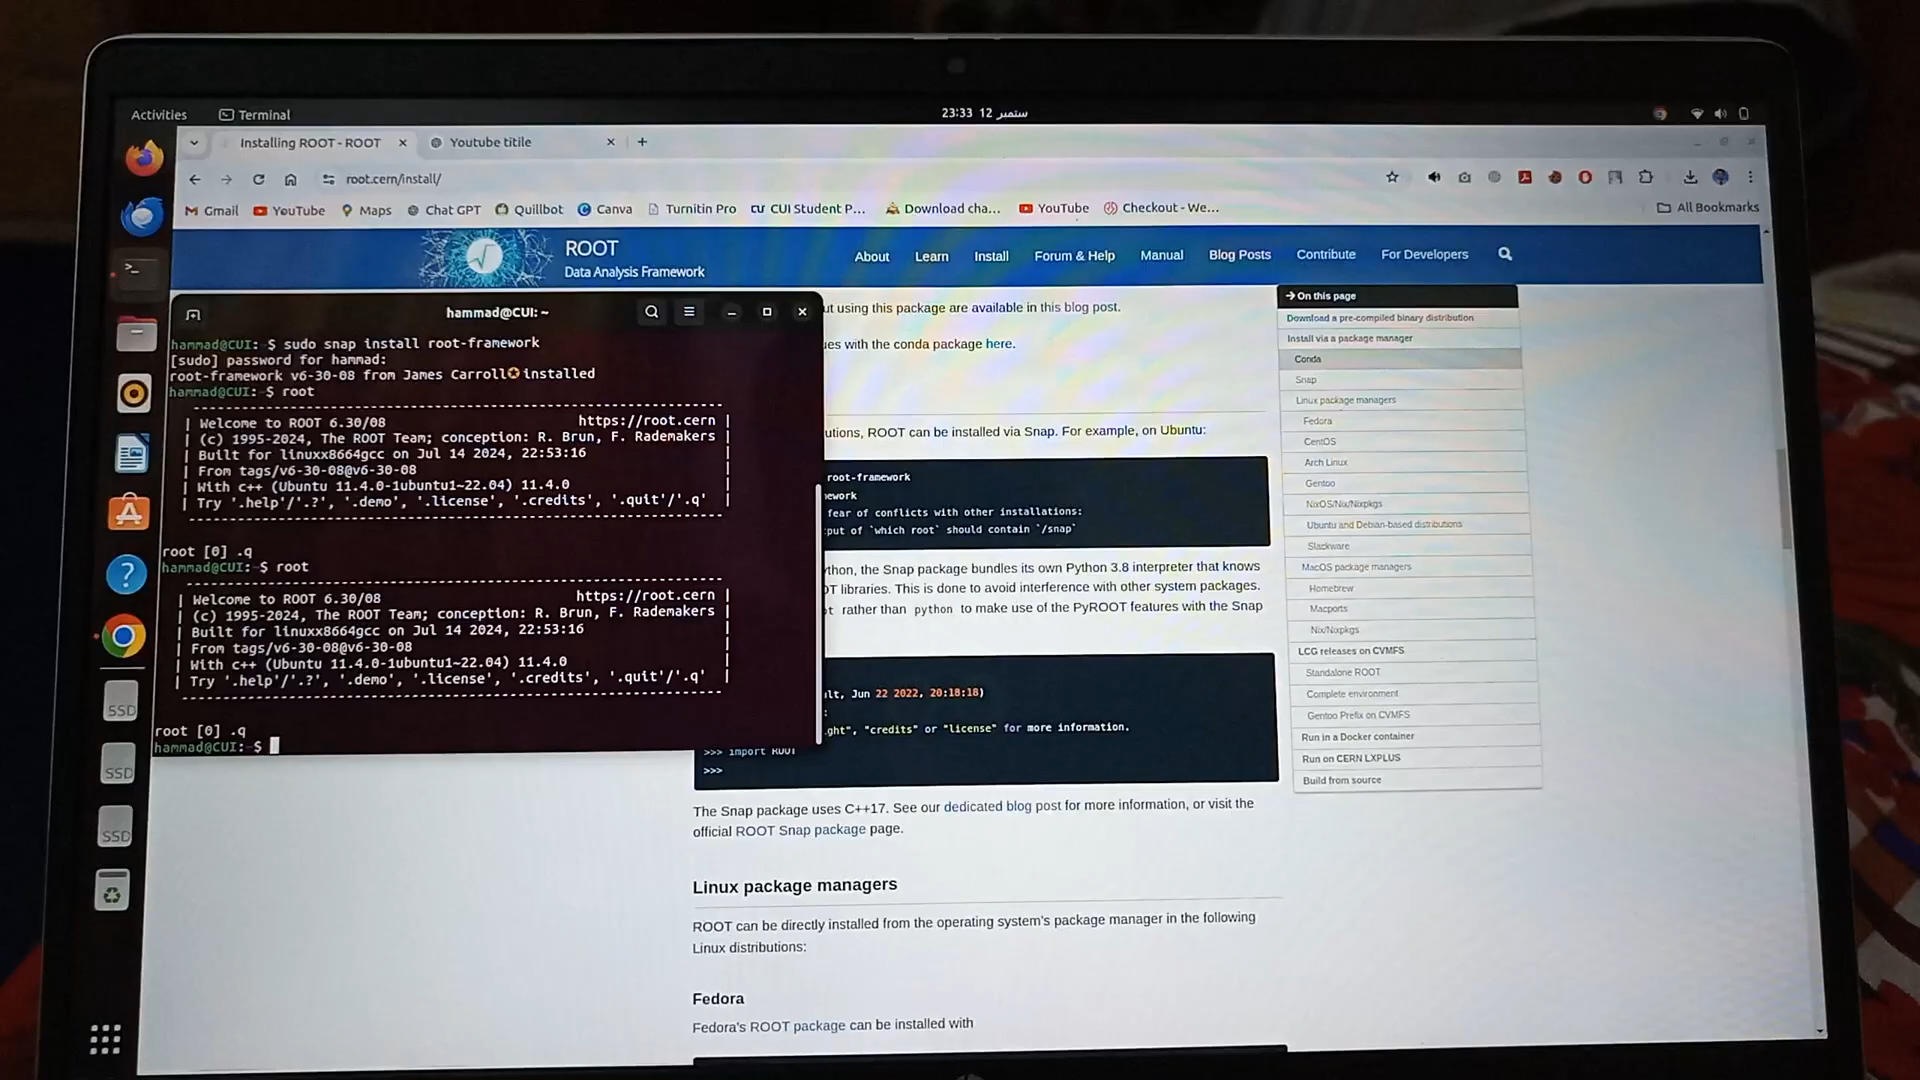 Activities
Terminal
23:33 12 ستمبر
Installing ROOT - ROOT
Youtube titile
root.cern/install/
Gmail
YouTube
Maps
Chat GPT
Quillbot
Canva
Turnitin Pro
CUI Student P...
Download cha...
YouTube
Checkout - We...
All Bookmarks
ROOT
Data Analysis Framework
About
Learn
Install
Forum & Help
Manual
Blog Posts
Contribute
For Developers
hammad@CUI: ~
hammad@CUI:~$ sudo snap install root-framework
[sudo] password for hammad:
root-framework v6-30-08 from James Carroll✪ installed
hammad@CUI:~$ root
| Welcome to ROOT 6.30/08 https://root.cern |
| (c) 1995-2024, The ROOT Team; conception: R. Brun, F. Rademakers |
| Built for linuxx8664gcc on Jul 14 2024, 22:53:16 |
| From tags/v6-30-08@v6-30-08 |
| With c++ (Ubuntu 11.4.0-1ubuntu1~22.04) 11.4.0 |
| Try '.help'/'.?', '.demo', '.license', '.credits', '.quit'/'.q' |
root [0] .q
hammad@CUI:~$ root
| Welcome to ROOT 6.30/08 https://root.cern |
| (c) 1995-2024, The ROOT Team; conception: R. Brun, F. Rademakers |
| Built for linuxx8664gcc on Jul 14 2024, 22:53:16 |
| From tags/v6-30-08@v6-30-08 |
| With c++ (Ubuntu 11.4.0-1ubuntu1~22.04) 11.4.0 |
| Try '.help'/'.?', '.demo', '.license', '.credits', '.quit'/'.q' |
root [0] .q
hammad@CUI:~$
ut using this package are available in this blog post.
es with the conda package here.
utions, ROOT can be installed via Snap. For example, on Ubuntu:
root-framework
ework
fear of conflicts with other installations:
put of `which root` should contain `/snap`
ython, the Snap package bundles its own Python 3.8 interpreter that knows
OT libraries. This is done to avoid interference with other system packages.
t rather than python to make use of the PyROOT features with the Snap
lt, Jun 22 2022, 20:18:18)
:
ght", "credits" or "license" for more information.
>>> import ROOT
>>>
The Snap package uses C++17. See our dedicated blog post for more information, or visit the
official ROOT Snap package page.
Linux package managers
ROOT can be directly installed from the operating system's package manager in the following
Linux distributions:
Fedora
Fedora's ROOT package can be installed with
On this page
Download a pre-compiled binary distribution
Install via a package manager
Conda
Snap
Linux package managers
Fedora
CentOS
Arch Linux
Gentoo
NixOS/Nix/Nixpkgs
Ubuntu and Debian-based distributions
Slackware
MacOS package managers
Homebrew
Macports
Nix/Nixpkgs
LCG releases on CVMFS
Standalone ROOT
Complete environment
Gentoo Prefix on CVMFS
Run in a Docker container
Run on CERN LXPLUS
Build from source
SSD
SSD
SSD